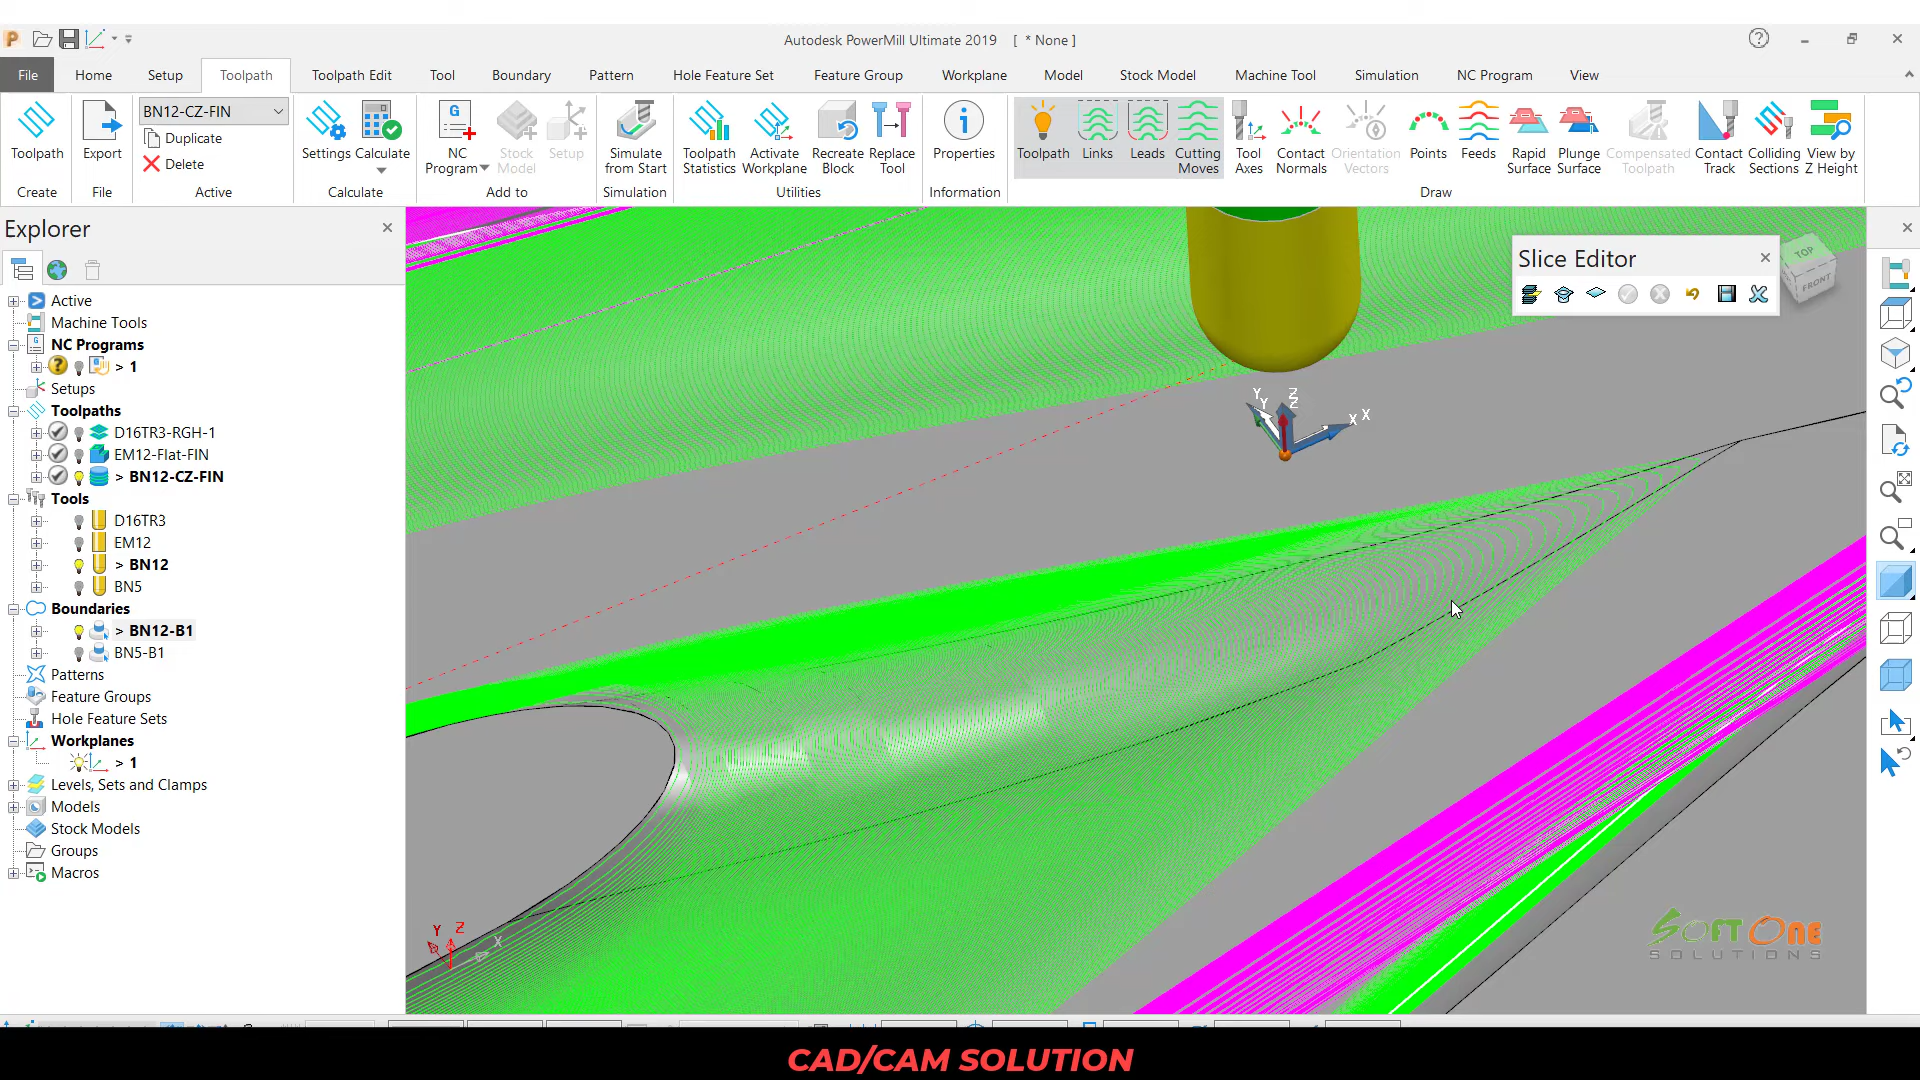 Autodesk PowerMill Ultimate 2019 [ * None ]
File Home Setup Toolpath Toolpath Edit Tool Boundary Pattern Hole Feature Set Feature Group Workplane Model Stock Model Machine Tool Simulation NC Program View
BN12-CZ-FIN
Duplicate
Delete
Toolpath Export Settings Calculate NC Program Stock Model Setup Simulate from Start Toolpath Statistics Activate Workplane Recreate Block Replace Tool Properties Toolpath Links Leads Cutting Moves Tool Axes Contact Normals Orientation Vectors Points Feeds Rapid Surface Plunge Surface Compensated Toolpath Contact Track Colliding Sections View by Z Height
Create File Active Calculate Add to Simulation Utilities Information Draw
Explorer
Active
Machine Tools
NC Programs
> 1
Setups
Toolpaths
D16TR3-RGH-1
EM12-Flat-FIN
> BN12-CZ-FIN
Tools
D16TR3
EM12
> BN12
BN5
Boundaries
> BN12-B1
BN5-B1
Patterns
Feature Groups
Hole Feature Sets
Workplanes
> 1
Levels, Sets and Clamps
Models
Stock Models
Groups
Macros
Slice Editor
TOP
FRONT
Y Z
Y Z
X X
Y Z
X
SOFT ONE
SOLUTIONS
CAD/CAM SOLUTION